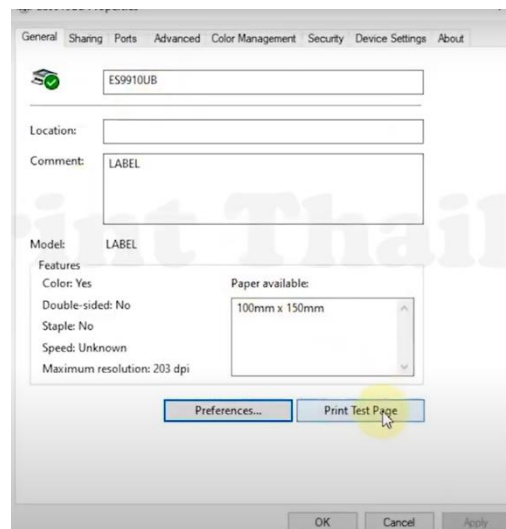 General Sharing Ports Advanced Color Management Security Device Settings About
ES9910UB
Location:
Comment: LABEL
Model: LABEL
Features
Color: Yes Paper available:
Double-sided: No 100mm x 150mm
Staple: No
Speed: Unknown
Maximum resolution: 203 dpi
Preferences... Print Test Page
OK Cancel Apply